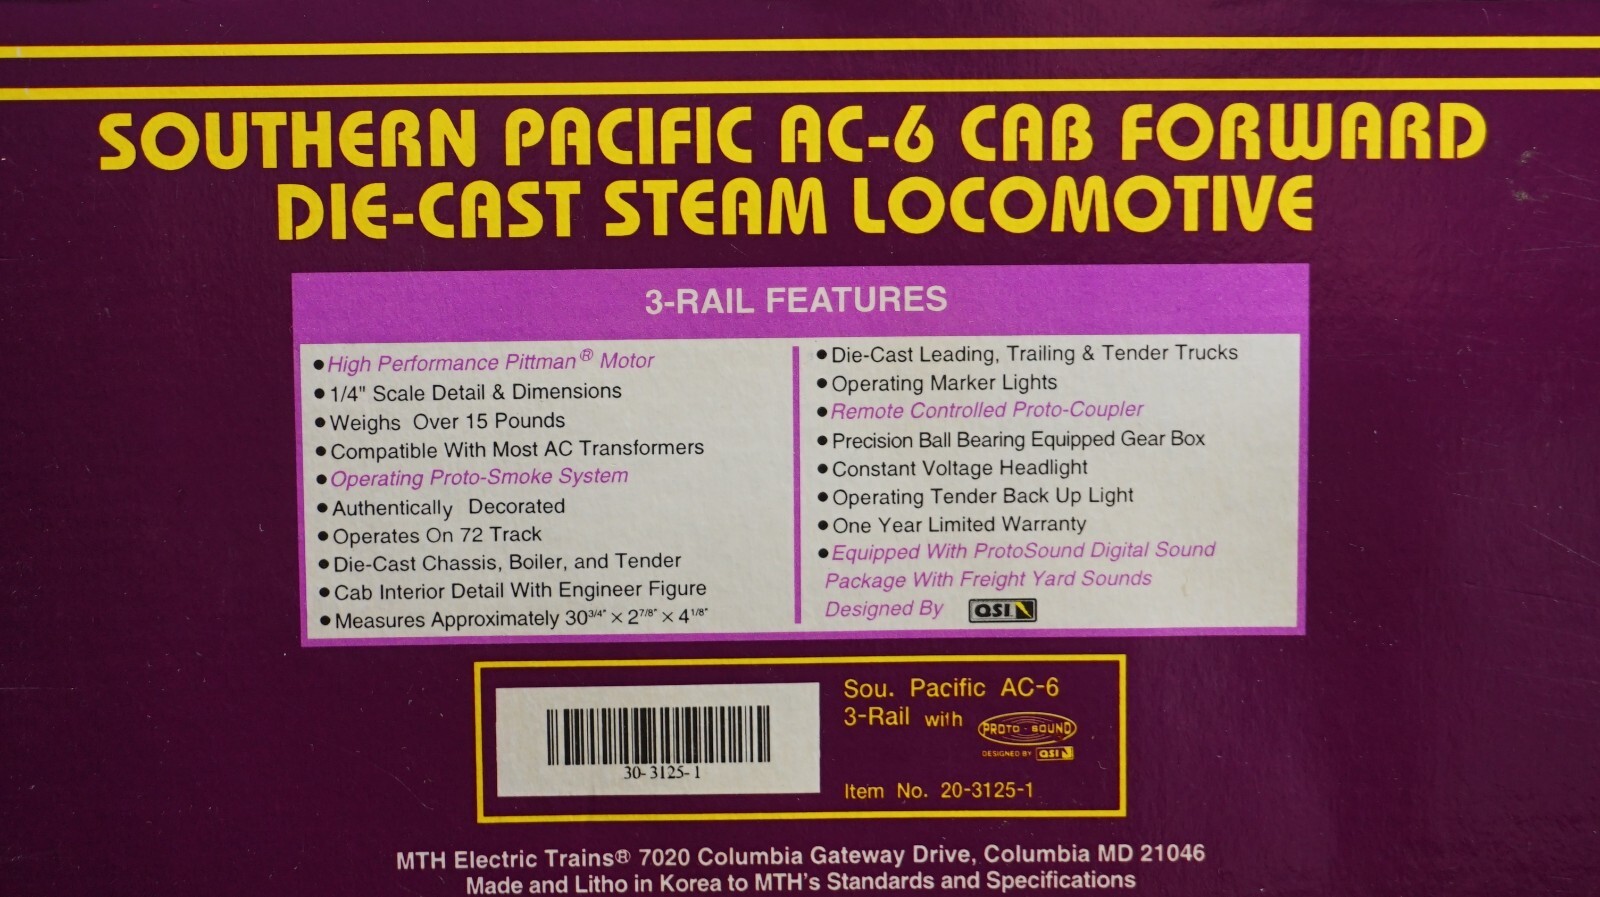 SOUTHERN PACIFIC AC-6 CAB FORWARD
DIE-CAST STEAM LOCOMOTIVE
3-RAIL FEATURES
•High Performance Pittman® Motor
•1/4" Scale Detail & Dimensions
•Weighs Over 15 Pounds
•Compatible With Most AC Transformers
•Operating Proto-Smoke System
•Authentically Decorated
•Operates On 72 Track
•Die-Cast Chassis, Boiler, and Tender
•Cab Interior Detail With Engineer Figure
•Measures Approximately 30 3/4" × 2 7/8" × 4 1/8"
•Die-Cast Leading, Trailing & Tender Trucks
•Operating Marker Lights
•Remote Controlled Proto-Coupler
•Precision Ball Bearing Equipped Gear Box
•Constant Voltage Headlight
•Operating Tender Back Up Light
•One Year Limited Warranty
•Equipped With ProtoSound Digital Sound
Package With Freight Yard Sounds
Designed By QSI
30-3125-1
Sou. Pacific AC-6
3-Rail with PROTO-SOUND
DESIGNED BY QSI
Item No. 20-3125-1
MTH Electric Trains® 7020 Columbia Gateway Drive, Columbia MD 21046
Made and Litho in Korea to MTH's Standards and Specifications